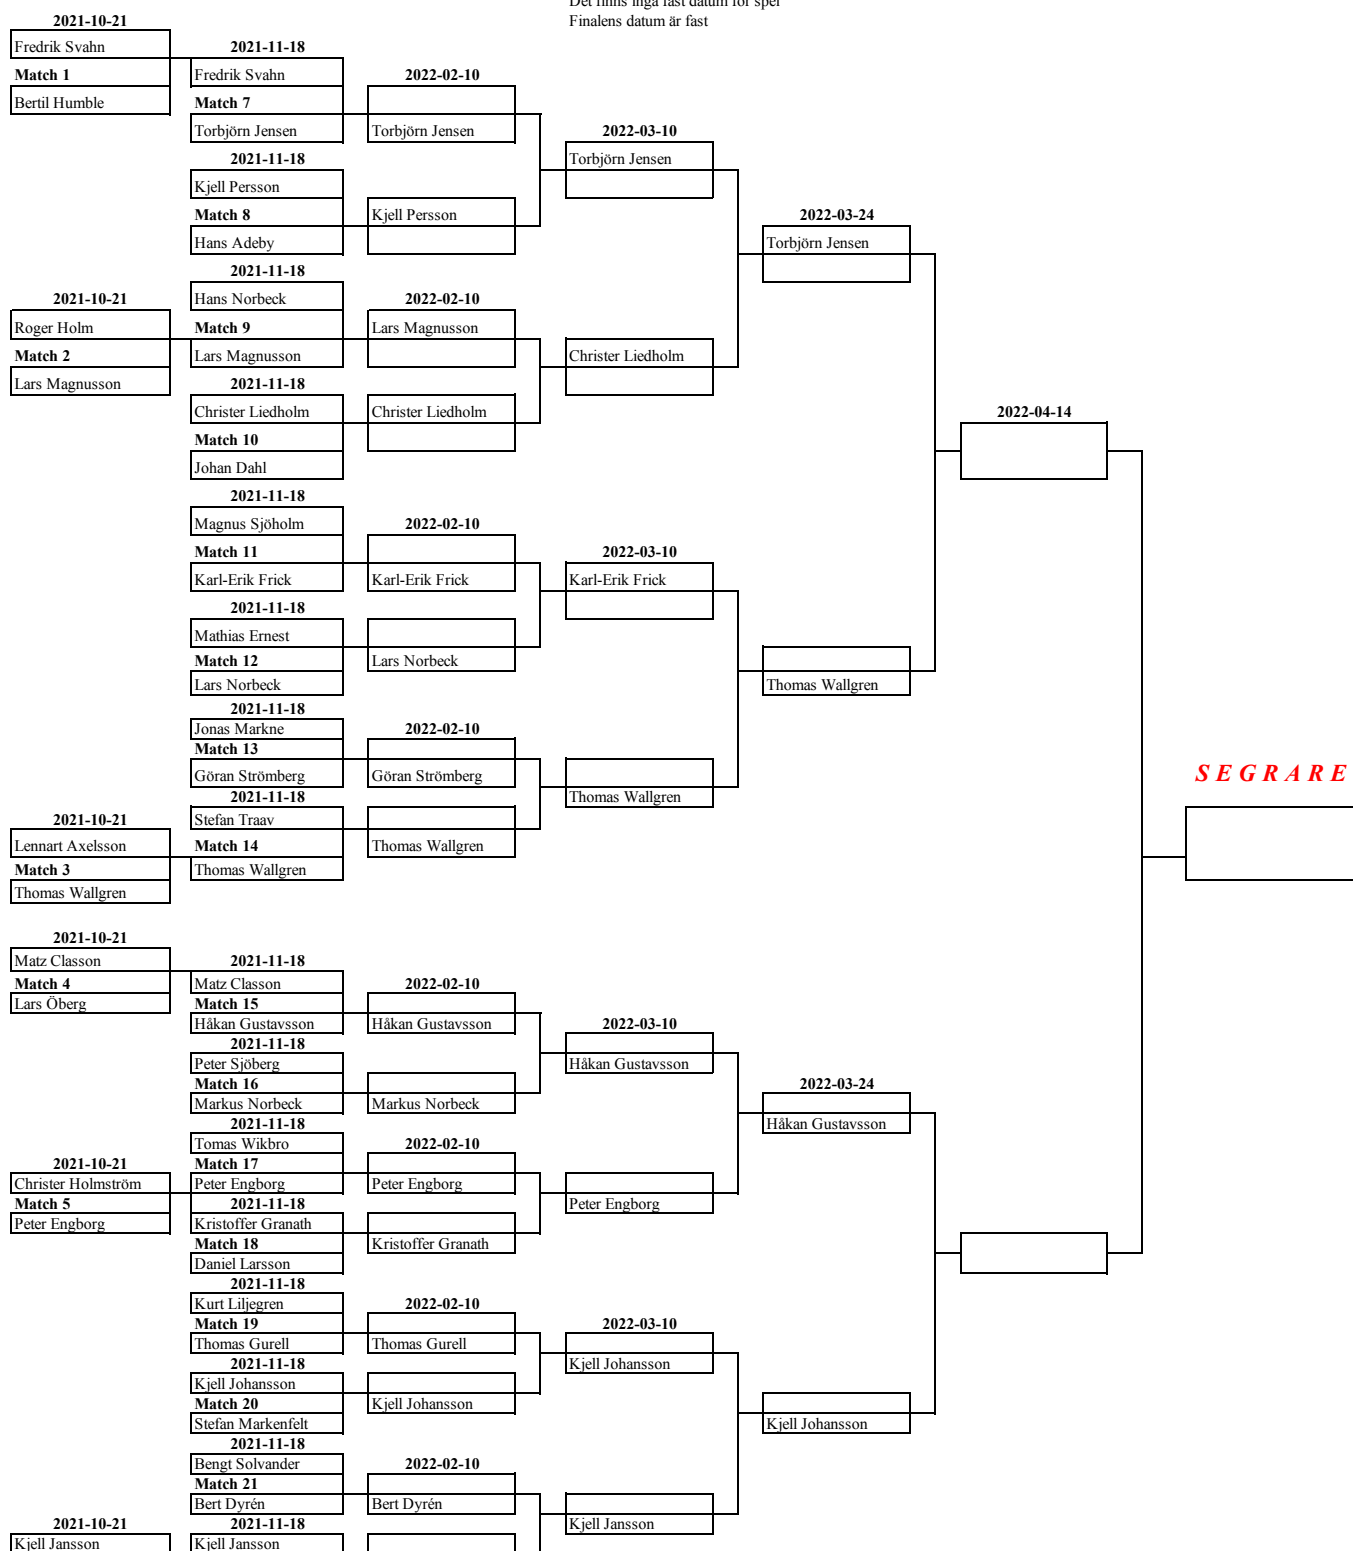 Det finns inga fast datum för spel
Finalens datum är fast
2021-10-21
Fredrik Svahn
Match 1
Bertil Humble
2021-11-18
Fredrik Svahn
Match 7
Torbjörn Jensen
2022-02-10
Torbjörn Jensen
2022-03-10
Torbjörn Jensen
2021-11-18
Kjell Persson
Match 8
Hans Adeby
Kjell Persson
2022-03-24
Torbjörn Jensen
2021-11-18
Hans Norbeck
Match 9
Lars Magnusson
2021-10-21
Roger Holm
Match 2
Lars Magnusson
2022-02-10
Lars Magnusson
Christer Liedholm
2021-11-18
Christer Liedholm
Match 10
Johan Dahl
Christer Liedholm
2022-04-14
2021-11-18
Magnus Sjöholm
Match 11
Karl-Erik Frick
2022-02-10
Karl-Erik Frick
2022-03-10
Karl-Erik Frick
2021-11-18
Mathias Ernest
Match 12
Lars Norbeck
Lars Norbeck
Thomas Wallgren
2021-11-18
Jonas Markne
Match 13
Göran Strömberg
2022-02-10
Göran Strömberg
Thomas Wallgren
SEGRARE
2021-11-18
Stefan Traav
Match 14
Thomas Wallgren
Thomas Wallgren
2021-10-21
Lennart Axelsson
Match 3
Thomas Wallgren
2021-10-21
Matz Classon
Match 4
Lars Öberg
2021-11-18
Matz Classon
Match 15
Håkan Gustavsson
2022-02-10
Håkan Gustavsson
2022-03-10
Håkan Gustavsson
2021-11-18
Peter Sjöberg
Match 16
Markus Norbeck
Markus Norbeck
2022-03-24
Håkan Gustavsson
2021-11-18
Tomas Wikbro
Match 17
Peter Engborg
2021-10-21
Christer Holmström
Match 5
Peter Engborg
2022-02-10
Peter Engborg
Peter Engborg
2021-11-18
Kristoffer Granath
Match 18
Daniel Larsson
Kristoffer Granath
2021-11-18
Kurt Liljegren
Match 19
Thomas Gurell
2022-02-10
Thomas Gurell
2022-03-10
Kjell Johansson
2021-11-18
Kjell Johansson
Match 20
Stefan Markenfelt
Kjell Johansson
Kjell Johansson
2021-11-18
Bengt Solvander
Match 21
Bert Dyrén
2022-02-10
Bert Dyrén
Kjell Jansson
2021-10-21
Kjell Jansson
2021-11-18
Kjell Jansson